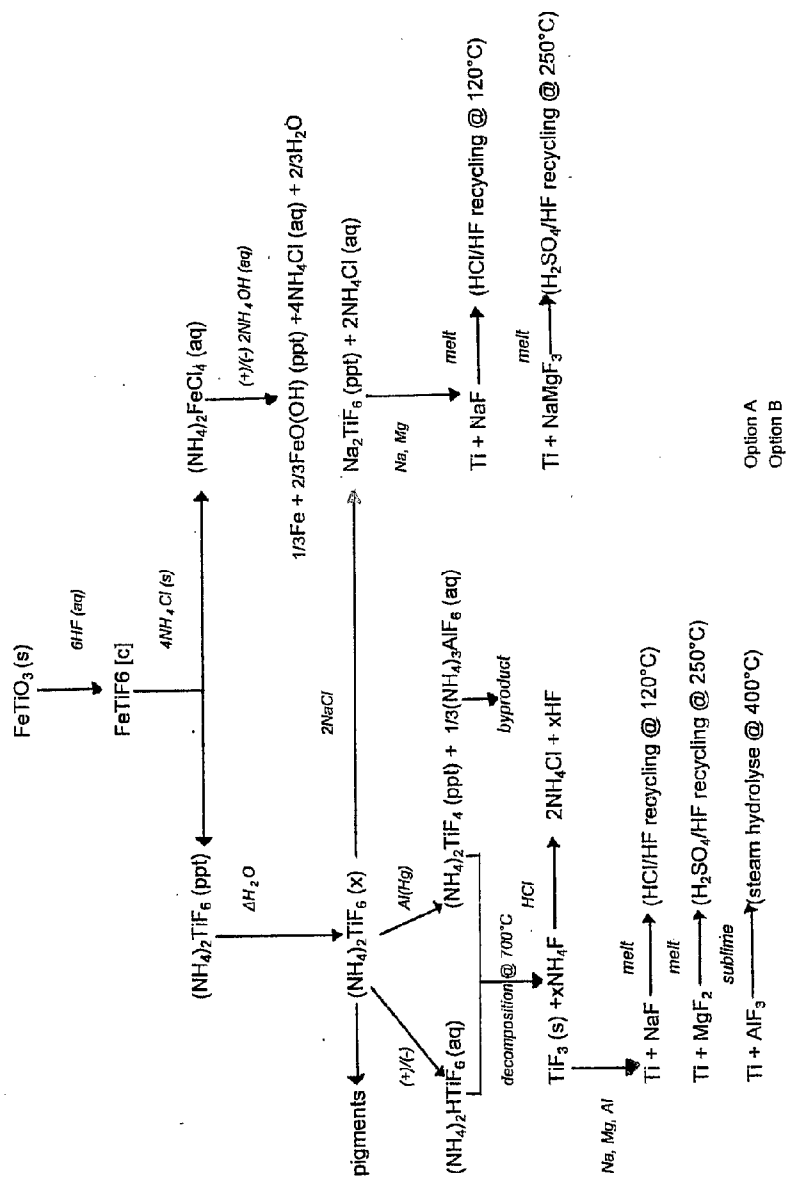 FeTiO₃ (s)
6HF (aq)
FeTiF6 [c]
4NH₄Cl (s)
(NH₄)₂TiF₆ (ppt)
(NH₄)₂FeCl₄ (aq)
ΔH₂O
(+)/(-) 2NH₄OH (aq)
1/3Fe + 2/3FeO(OH) (ppt) +4NH₄Cl (aq) + 2/3H₂O
(NH₄)₂TiF₆ (x)
2NaCl
Na₂TiF₆ (ppt) + 2NH₄Cl (aq)
pigments
(+)/(-)
Al(Hg)
Na, Mg
(NH₄)₂HTiF₆ (aq)
(NH₄)₂TiF₄ (ppt) + 1/3(NH₄)₃AlF₆ (aq)
byproduct
decomposition @ 700°C
TiF₃ (s) +xNH₄F
HCl
2NH₄Cl + xHF
Na, Mg, Al
Ti + NaF
melt
(HCl/HF recycling @ 120°C)
Ti + MgF₂
melt
(H₂SO₄/HF recycling @ 250°C)
Ti + AlF₃
sublime
(steam hydrolyse @ 400°C)
Ti + NaF
melt
(HCl/HF recycling @ 120°C)
Ti + NaMgF₃
melt
(H₂SO₄/HF recycling @ 250°C)
Option A
Option B